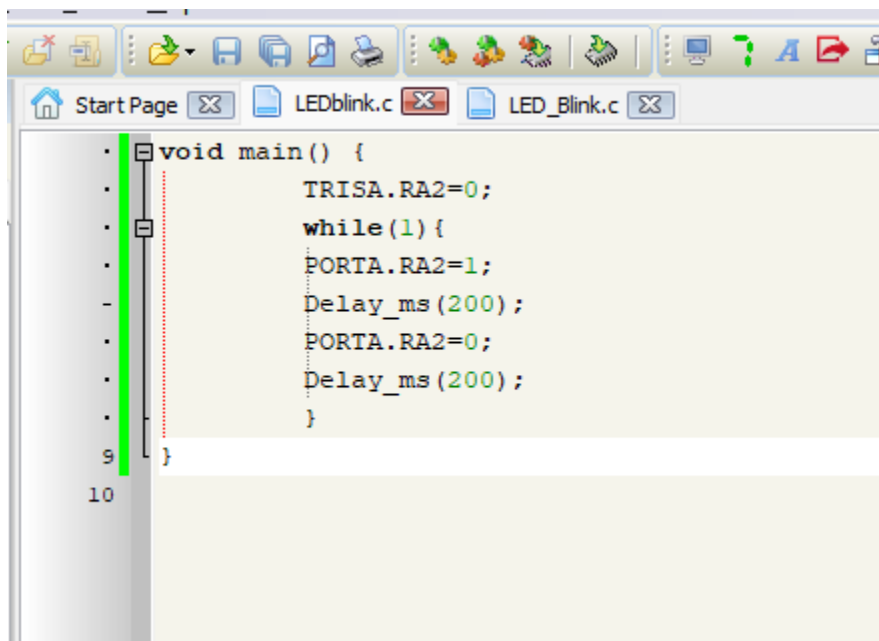 Start Page LEDblink.c LED_Blink.c
void main() {
TRISA.RA2=0;
while(1){
PORTA.RA2=1;
Delay_ms(200);
PORTA.RA2=0;
Delay_ms(200);
}
9 }
10